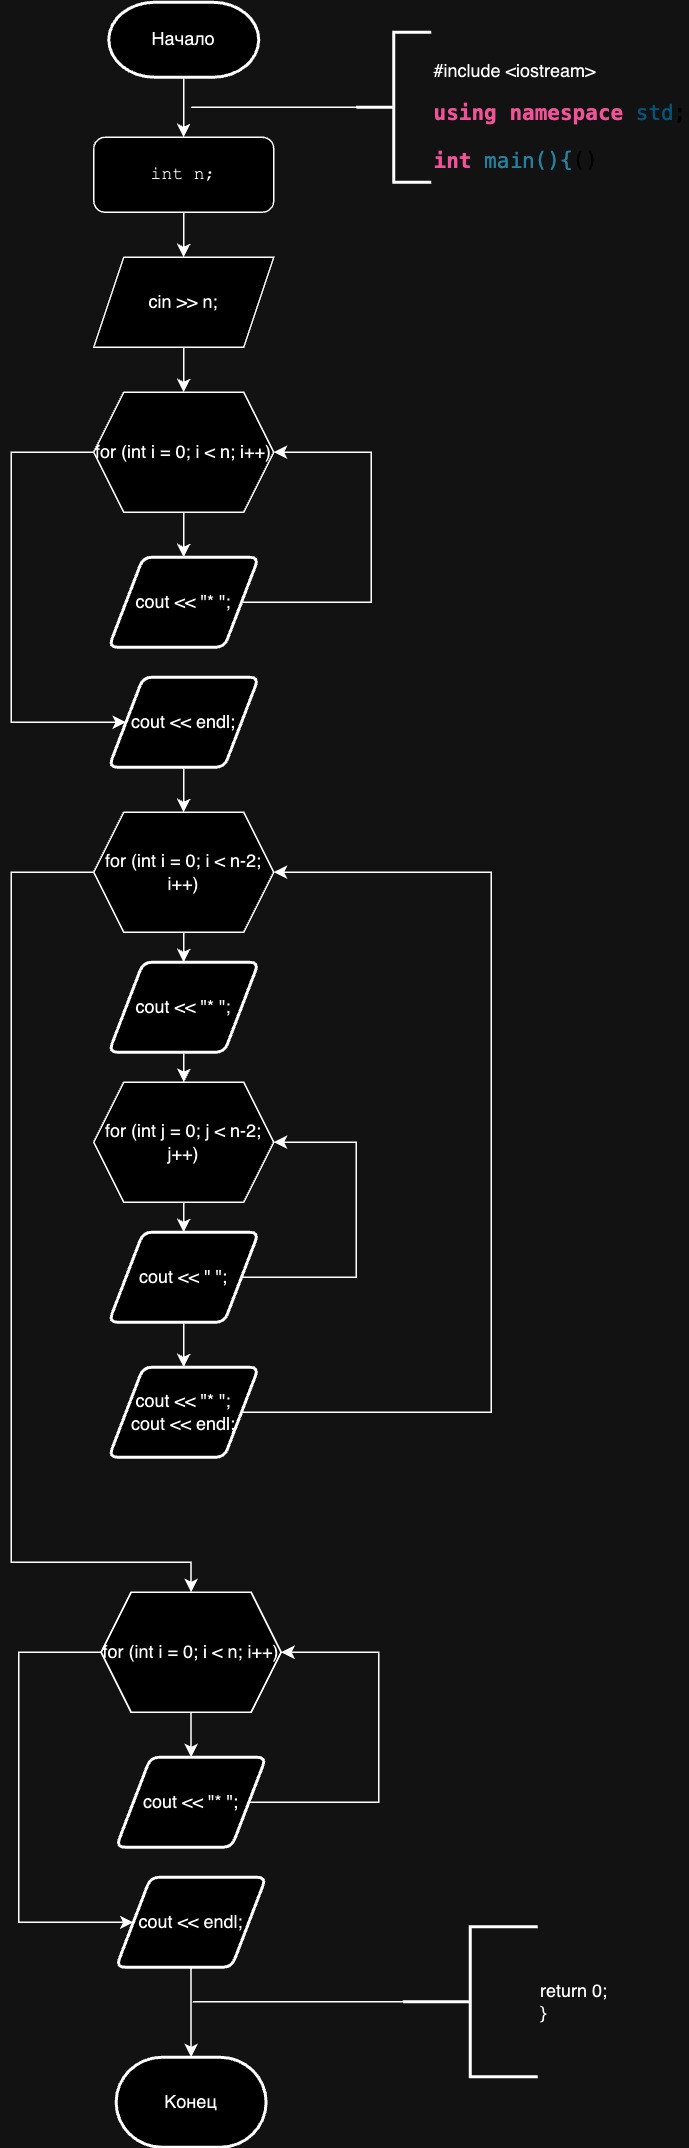 Начало
#include <iostream>
using namespace std;
int main(){()
int n;
cin >> n;
for (int i = 0; i < n; i++)
cout << "* ";
cout << endl;
for (int i = 0; i < n-2;
i++)
cout << "* ";
for (int j = 0; j < n-2;
j++)
cout << " ";
cout << "* ";
cout << endl;
for (int i = 0; i < n; i++)
cout << "* ";
cout << endl;
return 0;
}
Конец